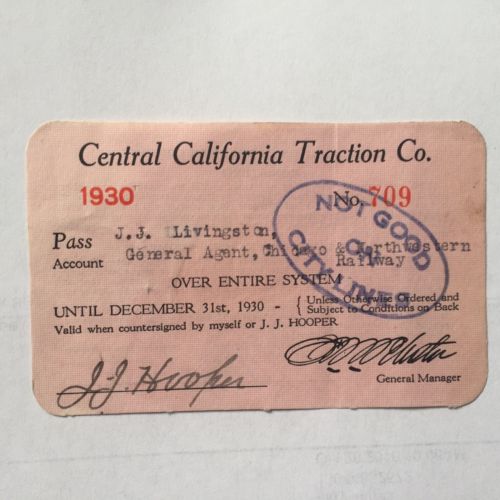 Central California Traction Co.
1930 No. 709
Pass J.J. Livingston,
Account General Agent, Chicago & Northwestern
Railway
OVER ENTIRE SYSTEM
UNTIL DECEMBER 31st, 1930 - { Unless Otherwise Ordered and
Subject to Conditions on Back
Valid when countersigned by myself or J. J. HOOPER
J.J. Hooper
General Manager
NOT GOOD
ON
CITY LINES